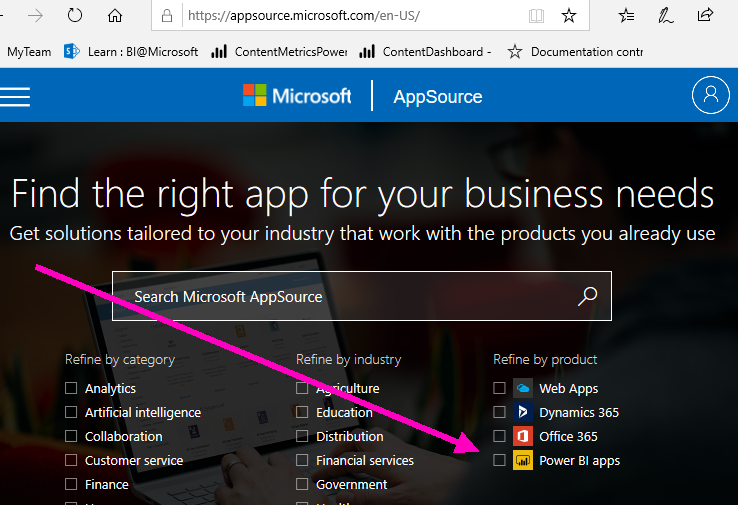 https://appsource.microsoft.com/en-US/
MyTeam Learn : BI@Microsoft ContentMetricsPower ContentDashboard - Documentation contr
Microsoft AppSource
Find the right app for your business needs
Get solutions tailored to your industry that work with the products you already use
Search Microsoft AppSource
Refine by category
Analytics
Artificial intelligence
Collaboration
Customer service
Finance
Refine by industry
Agriculture
Education
Distribution
Financial services
Government
Refine by product
Web Apps
Dynamics 365
Office 365
Power BI apps